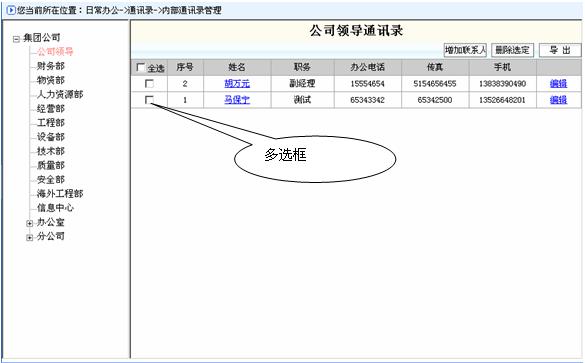 您当前所在位置：日常办公->通讯录->内部通讯录管理
集团公司
公司领导
财务部
物资部
人力资源部
经营部
工程部
设备部
技术部
质量部
安全部
海外工程部
信息中心
办公室
分公司
公司领导通讯录
增加联系人 删除选定 导 出
全选 序号 姓名 职务 办公电话 传真 手机
2 胡万元 副经理 15554654 5154656455 13838390490 编辑
1 马保宁 测试 65343342 65342500 13526648201 编辑
多选框